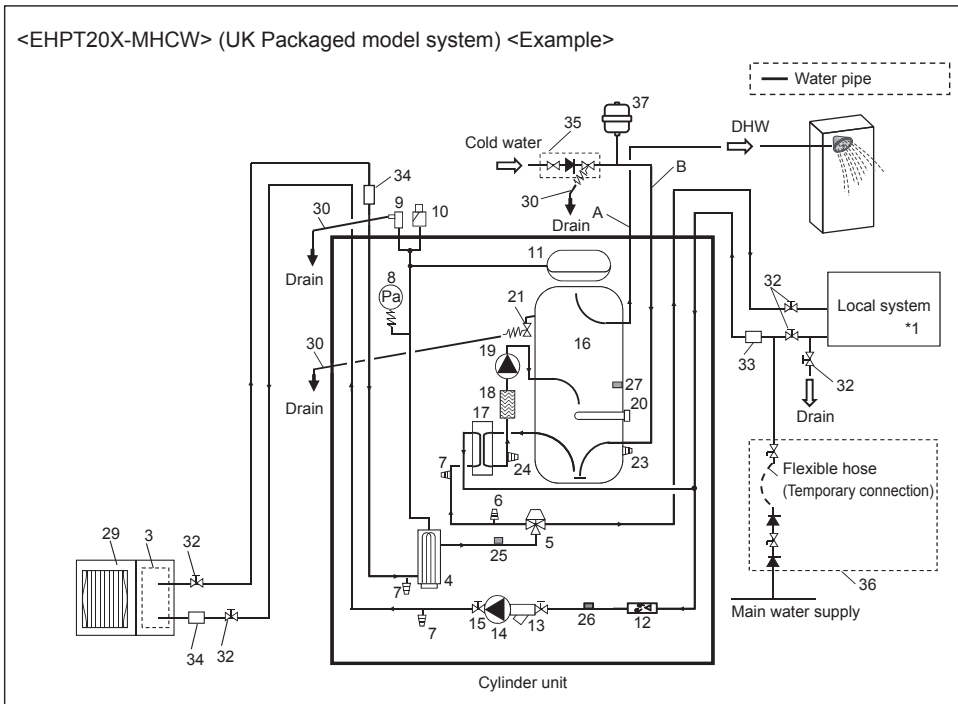 <EHPT20X-MHCW> (UK Packaged model system) <Example>
Water pipe
37
35
DHW
Cold water
B
34
30
9
10
30
A
Drain
Drain
11
8
Pa
32
21
Local system
*1
16
30
19
33
27
32
18
20
Drain
Drain
17
7
24
23
Flexible hose
(Temporary connection)
6
29
3
32
25
5
4
7
36
Main water supply
7
15
14
13
26
12
34
32
Cylinder unit